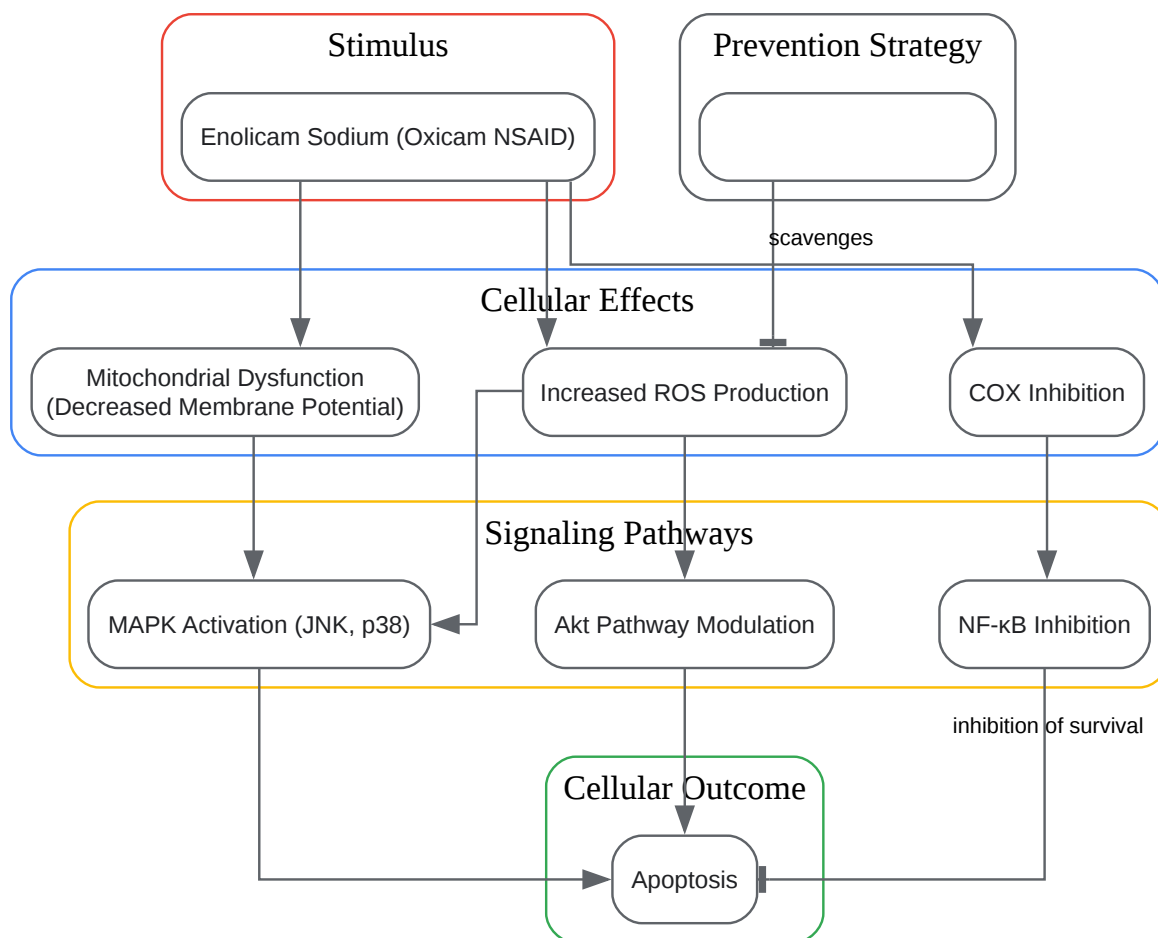 Stimulus
Prevention Strategy
Enolicam Sodium (Oxicam NSAID)
scavenges
Cellular Effects
Mitochondrial Dysfunction
(Decreased Membrane Potential)
Increased ROS Production
COX Inhibition
Signaling Pathways
MAPK Activation (JNK, p38)
Akt Pathway Modulation
NF-κB Inhibition
inhibition of survival
Cellular Outcome
Apoptosis